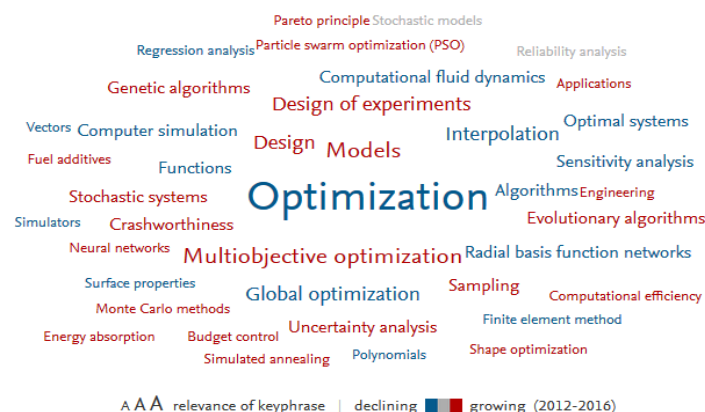 Pareto principle Stochastic models
Regression analysis Particle swarm optimization (PSO) Reliability analysis
Genetic algorithms Computational fluid dynamics Applications
Design of experiments
Vectors Computer simulation Design Models Interpolation Optimal systems
Fuel additives Functions Sensitivity analysis
Stochastic systems Optimization Algorithms Engineering
Simulators Crashworthiness Evolutionary algorithms
Neural networks Multiobjective optimization Radial basis function networks
Surface properties Global optimization Sampling Computational efficiency
Monte Carlo methods Uncertainty analysis Finite element method
Energy absorption Budget control Simulated annealing Polynomials Shape optimization
A A A relevance of keyphrase | declining growing (2012-2016)